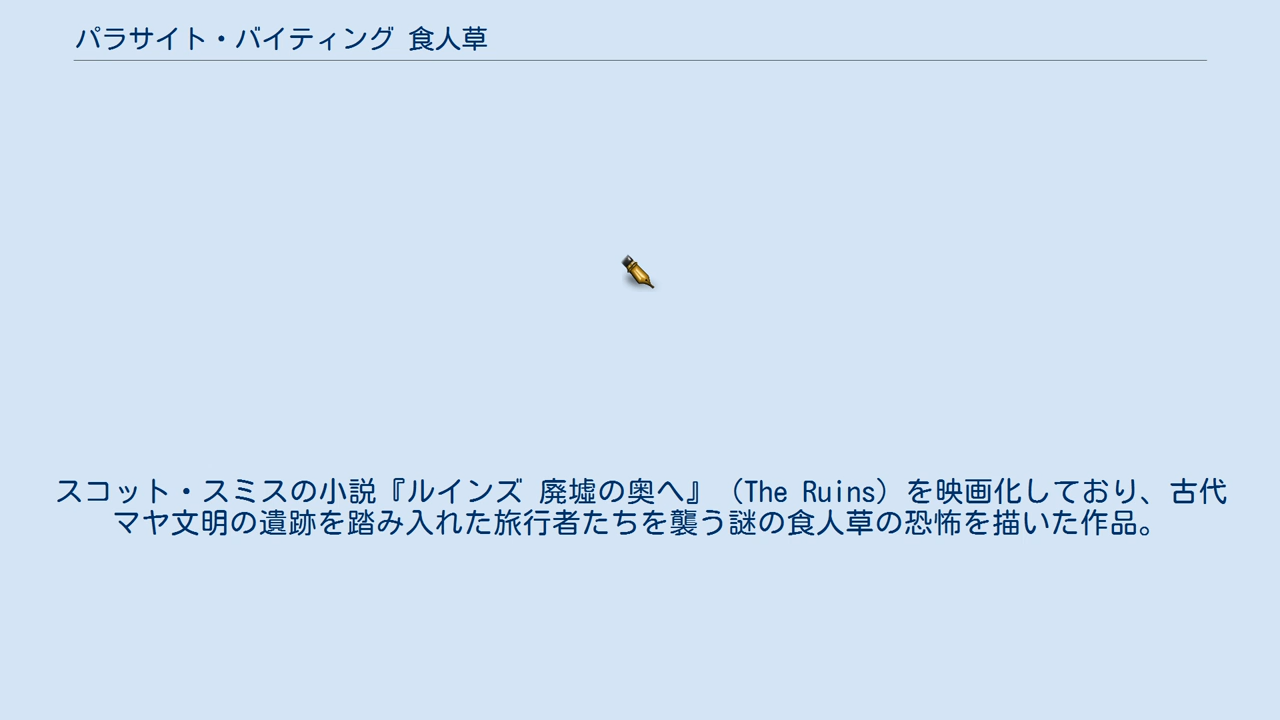 パラサイト・バイティング 食人草
スコット・スミスの小説『ルインズ 廃墟の奥へ』（The Ruins）を映画化しており、古代
マヤ文明の遺跡を踏み入れた旅行者たちを襲う謎の食人草の恐怖を描いた作品。